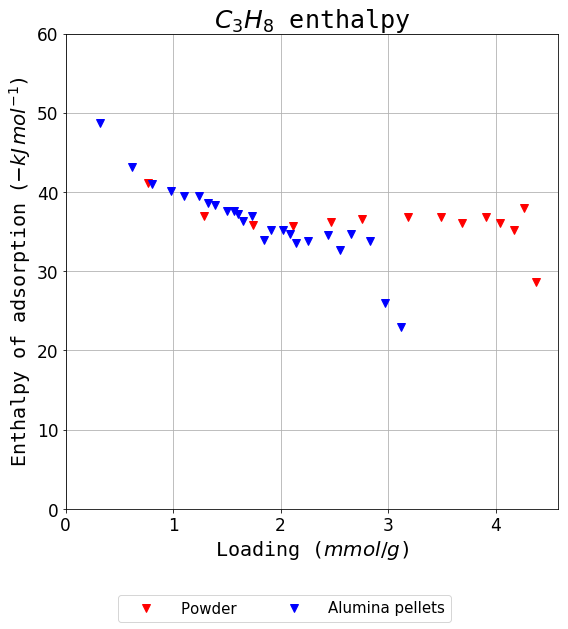 C₃H₈ enthalpy
60
50
40
30
20
10
0
Enthalpy of adsorption (−kJ mol⁻¹)
0 1 2 3 4
Loading (mmol/g)
Powder Alumina pellets